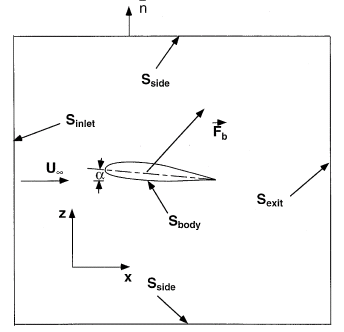 n
S_side
S_inlet
F_b
U_∞
α
S_body
S_exit
z
x
S_side